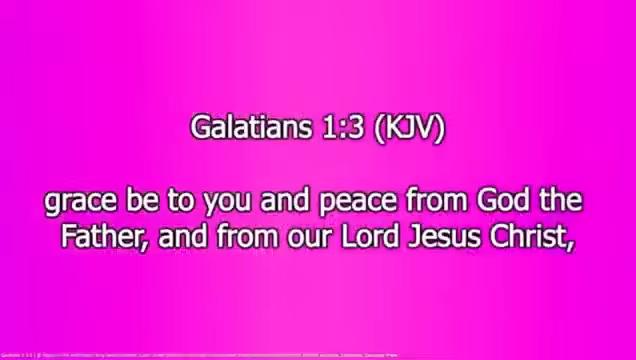 Galatians 1:3 (KJV)
grace be to you and peace from God the
Father, and from our Lord Jesus Christ,